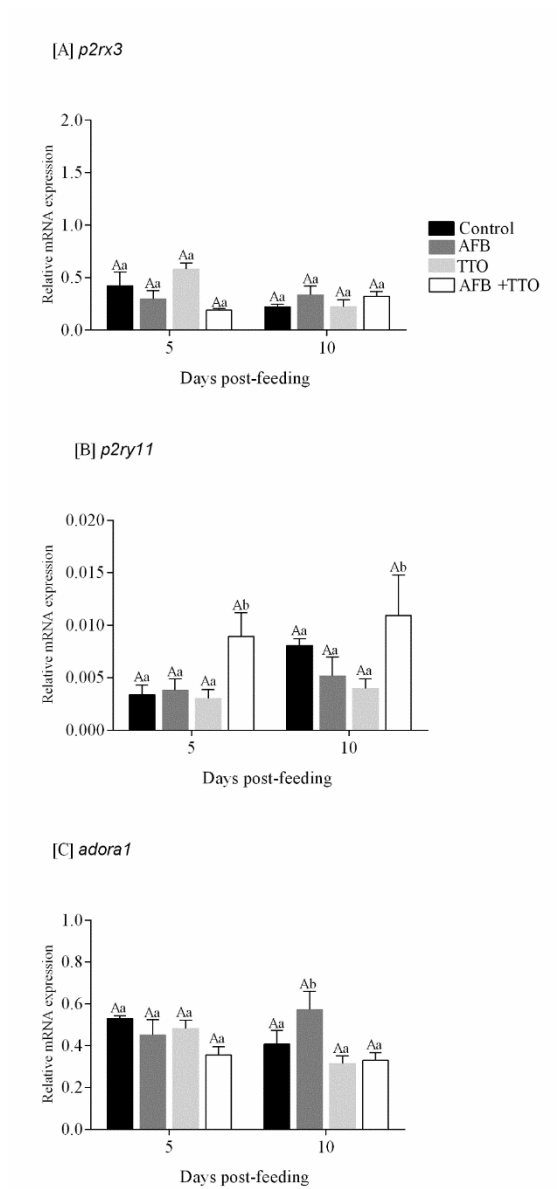 [A] p2rx3
Relative mRNA expression
2.0
1.5
1.0
0.5
0.0
Aa Aa Aa Aa Aa Aa Aa Aa
5 10
Days post-feeding
Control
AFB
TTO
AFB +TTO
[B] p2ry11
Relative mRNA expression
0.020
0.015
0.010
0.005
0.000
Aa Aa Aa Ab Aa Aa Aa Ab
5 10
Days post-feeding
[C] adora1
Relative mRNA expression
1.0
0.8
0.6
0.4
0.2
0.0
Aa Aa Aa Aa Aa Ab Aa Aa
5 10
Days post-feeding